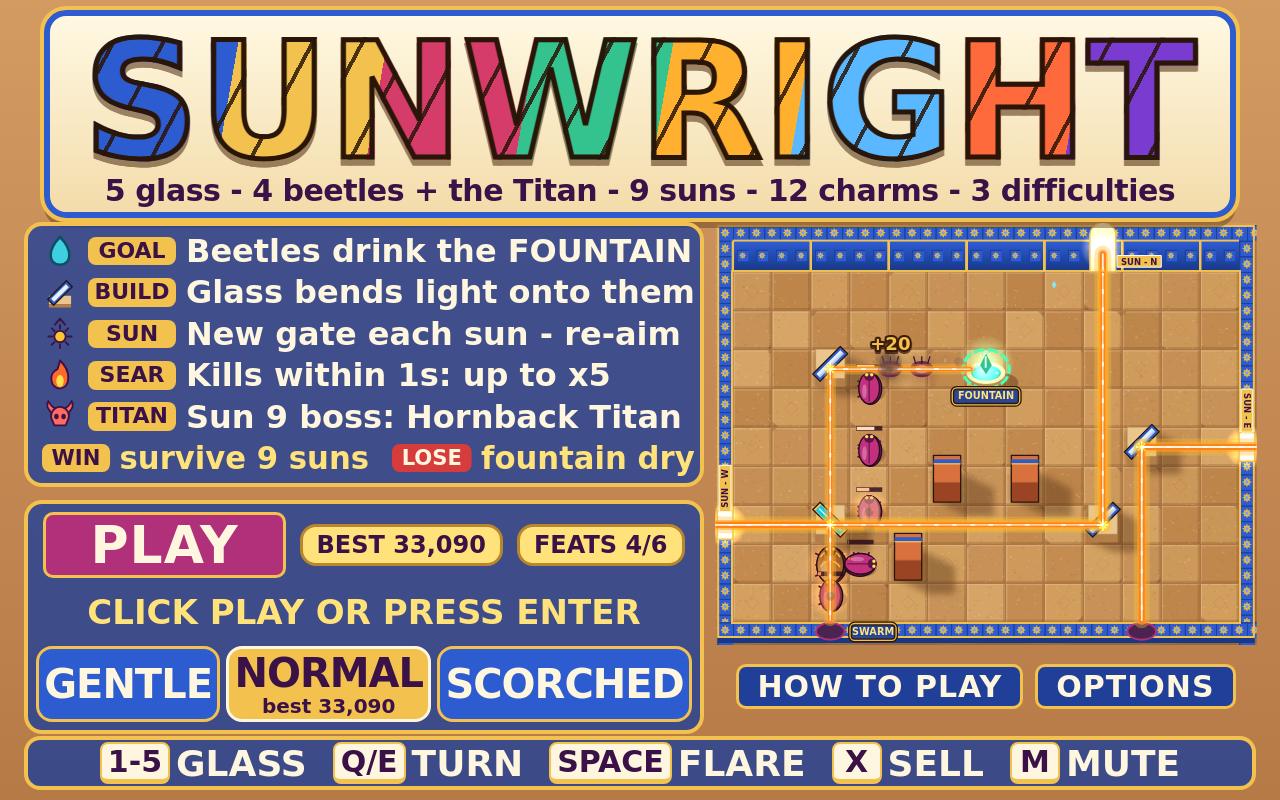 SUNWRIGHT
5 glass - 4 beetles + the Titan - 9 suns - 12 charms - 3 difficulties
GOAL Beetles drink the FOUNTAIN
BUILD Glass bends light onto them
SUN New gate each sun - re-aim
SEAR Kills within 1s: up to x5
TITAN Sun 9 boss: Hornback Titan
WIN survive 9 suns LOSE fountain dry
PLAY BEST 33,090 FEATS 4/6
CLICK PLAY OR PRESS ENTER
GENTLE NORMAL SCORCHED
best 33,090
SUN - N
+20
FOUNTAIN
SUN - E
SUN - W
SWARM
HOW TO PLAY OPTIONS
1-5 GLASS Q/E TURN SPACE FLARE X SELL M MUTE